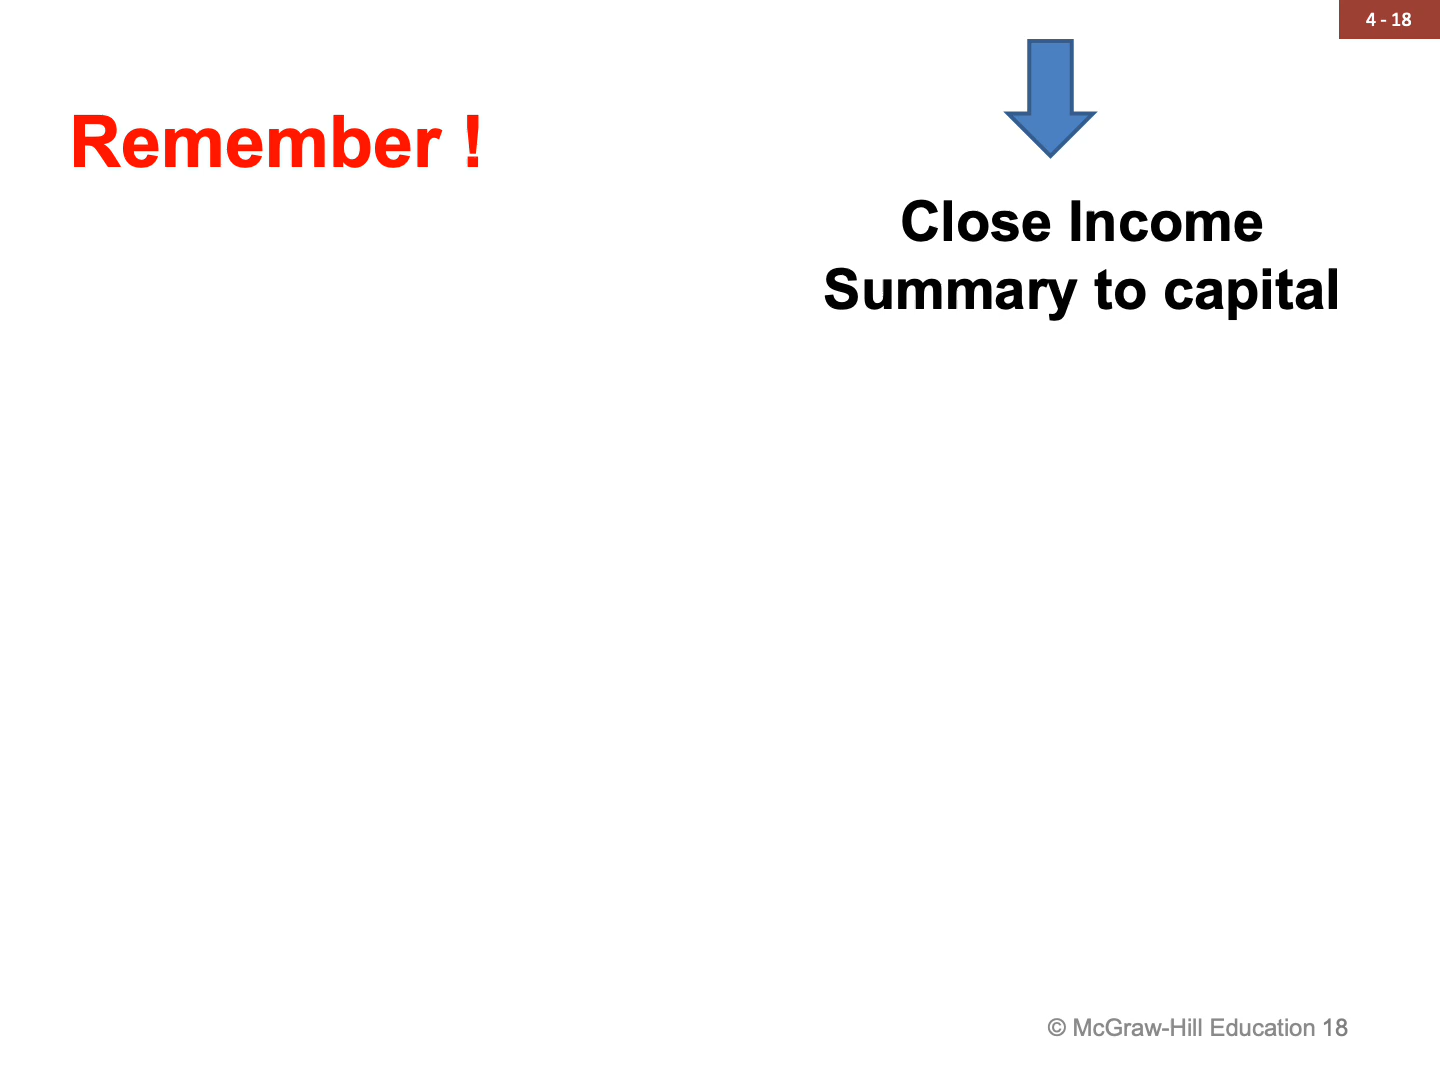 4 - 18
Remember !
Close Income
Summary to capital
© McGraw-Hill Education 18